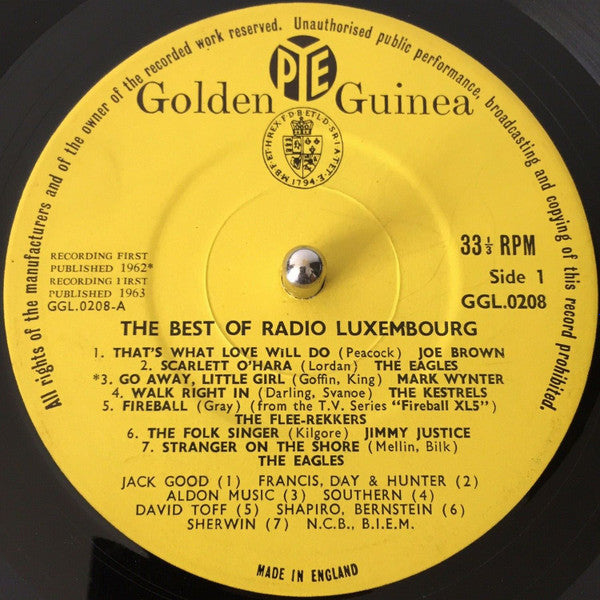 All rights of the manufacturers and of the owner of the recorded work reserved. Unauthorised public performance, broadcasting and copying of this record prohibited.
PYE
Golden Guinea
RECORDING FIRST
PUBLISHED 1962*
RECORDING FIRST
PUBLISHED 1963
GGL.0208-A
33⅓ RPM
Side 1
GGL.0208
THE BEST OF RADIO LUXEMBOURG
1. THAT'S WHAT LOVE WILL DO (Peacock) JOE BROWN
2. SCARLETT O'HARA (Lordan) THE EAGLES
*3. GO AWAY, LITTLE GIRL (Goffin, King) MARK WYNTER
4. WALK RIGHT IN (Darling, Svanoe) THE KESTRELS
5. FIREBALL (Gray) (from the T.V. Series "Fireball XL5")
THE FLEE-REKKERS
6. THE FOLK SINGER (Kilgore) JIMMY JUSTICE
7. STRANGER ON THE SHORE (Mellin, Bilk)
THE EAGLES
JACK GOOD (1) FRANCIS, DAY & HUNTER (2)
ALDON MUSIC (3) SOUTHERN (4)
DAVID TOFF (5) SHAPIRO, BERNSTEIN (6)
SHERWIN (7) N.C.B., B.I.E.M.
MADE IN ENGLAND